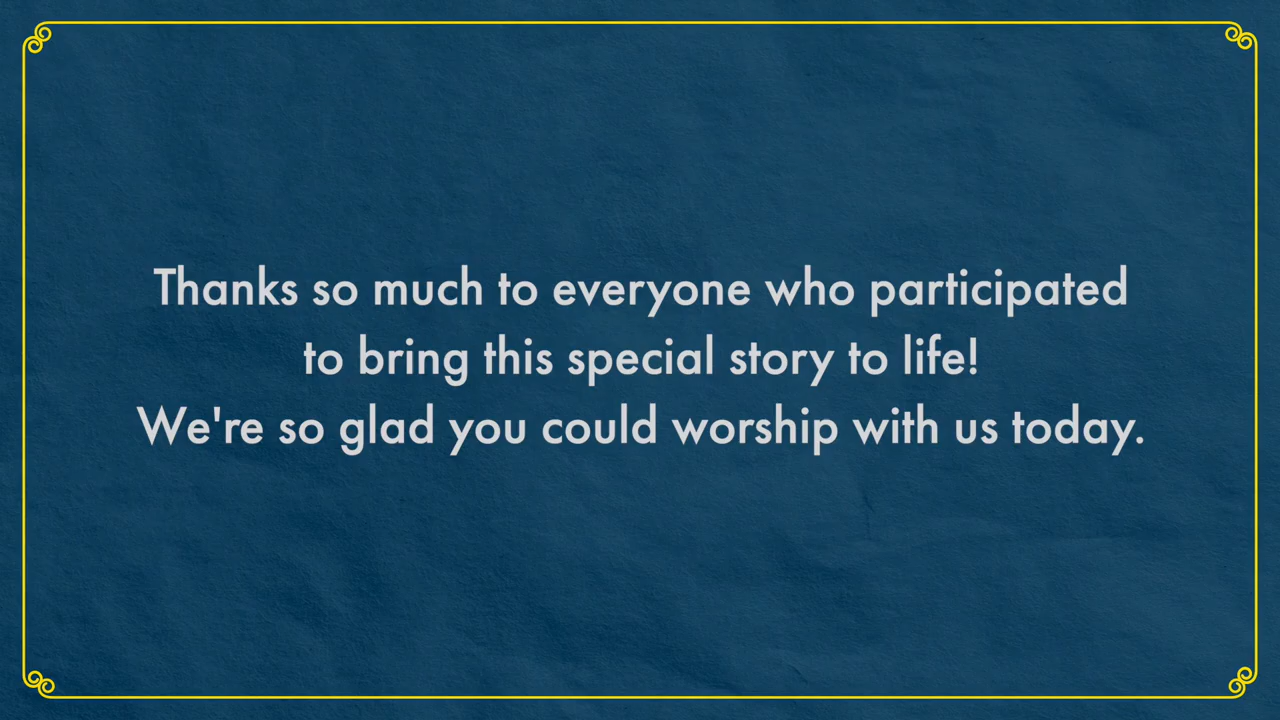 Thanks so much to everyone who participated
to bring this special story to life!
We're so glad you could worship with us today.